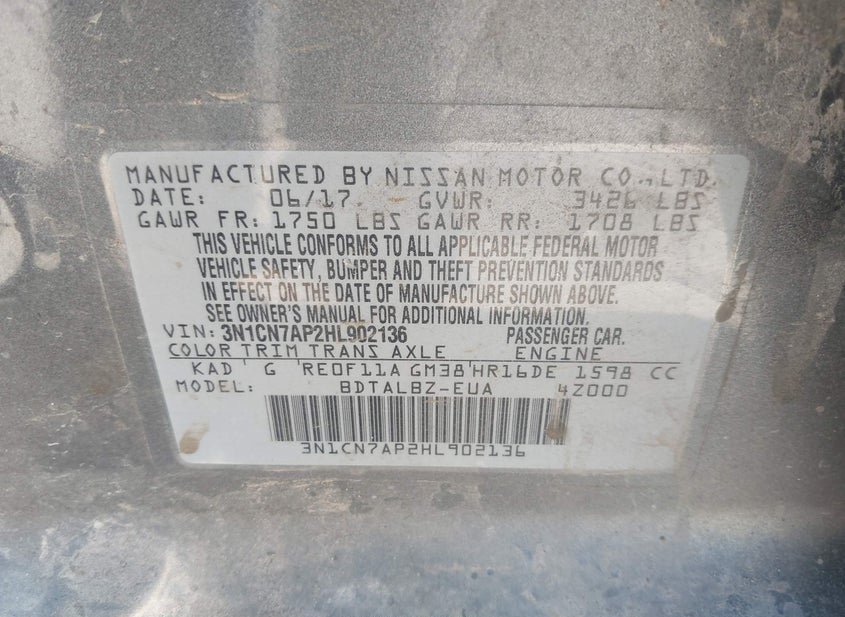 MANUFACTURED BY NISSAN MOTOR CO.,LTD.
DATE: 06/17 GVWR: 3426 LBS
GAWR FR: 1750 LBS GAWR RR: 1708 LBS
THIS VEHICLE CONFORMS TO ALL APPLICABLE FEDERAL MOTOR
VEHICLE SAFETY, BUMPER AND THEFT PREVENTION STANDARDS
IN EFFECT ON THE DATE OF MANUFACTURE SHOWN ABOVE.
SEE OWNER'S MANUAL FOR ADDITIONAL INFORMATION.
VIN: 3N1CN7AP2HL902136 PASSENGER CAR.
COLOR TRIM TRANS AXLE ENGINE
KAD G RE0F11A GM38 HR16DE 1598 CC
MODEL: BDTALBZ-EUA 4Z000
3N1CN7AP2HL902136